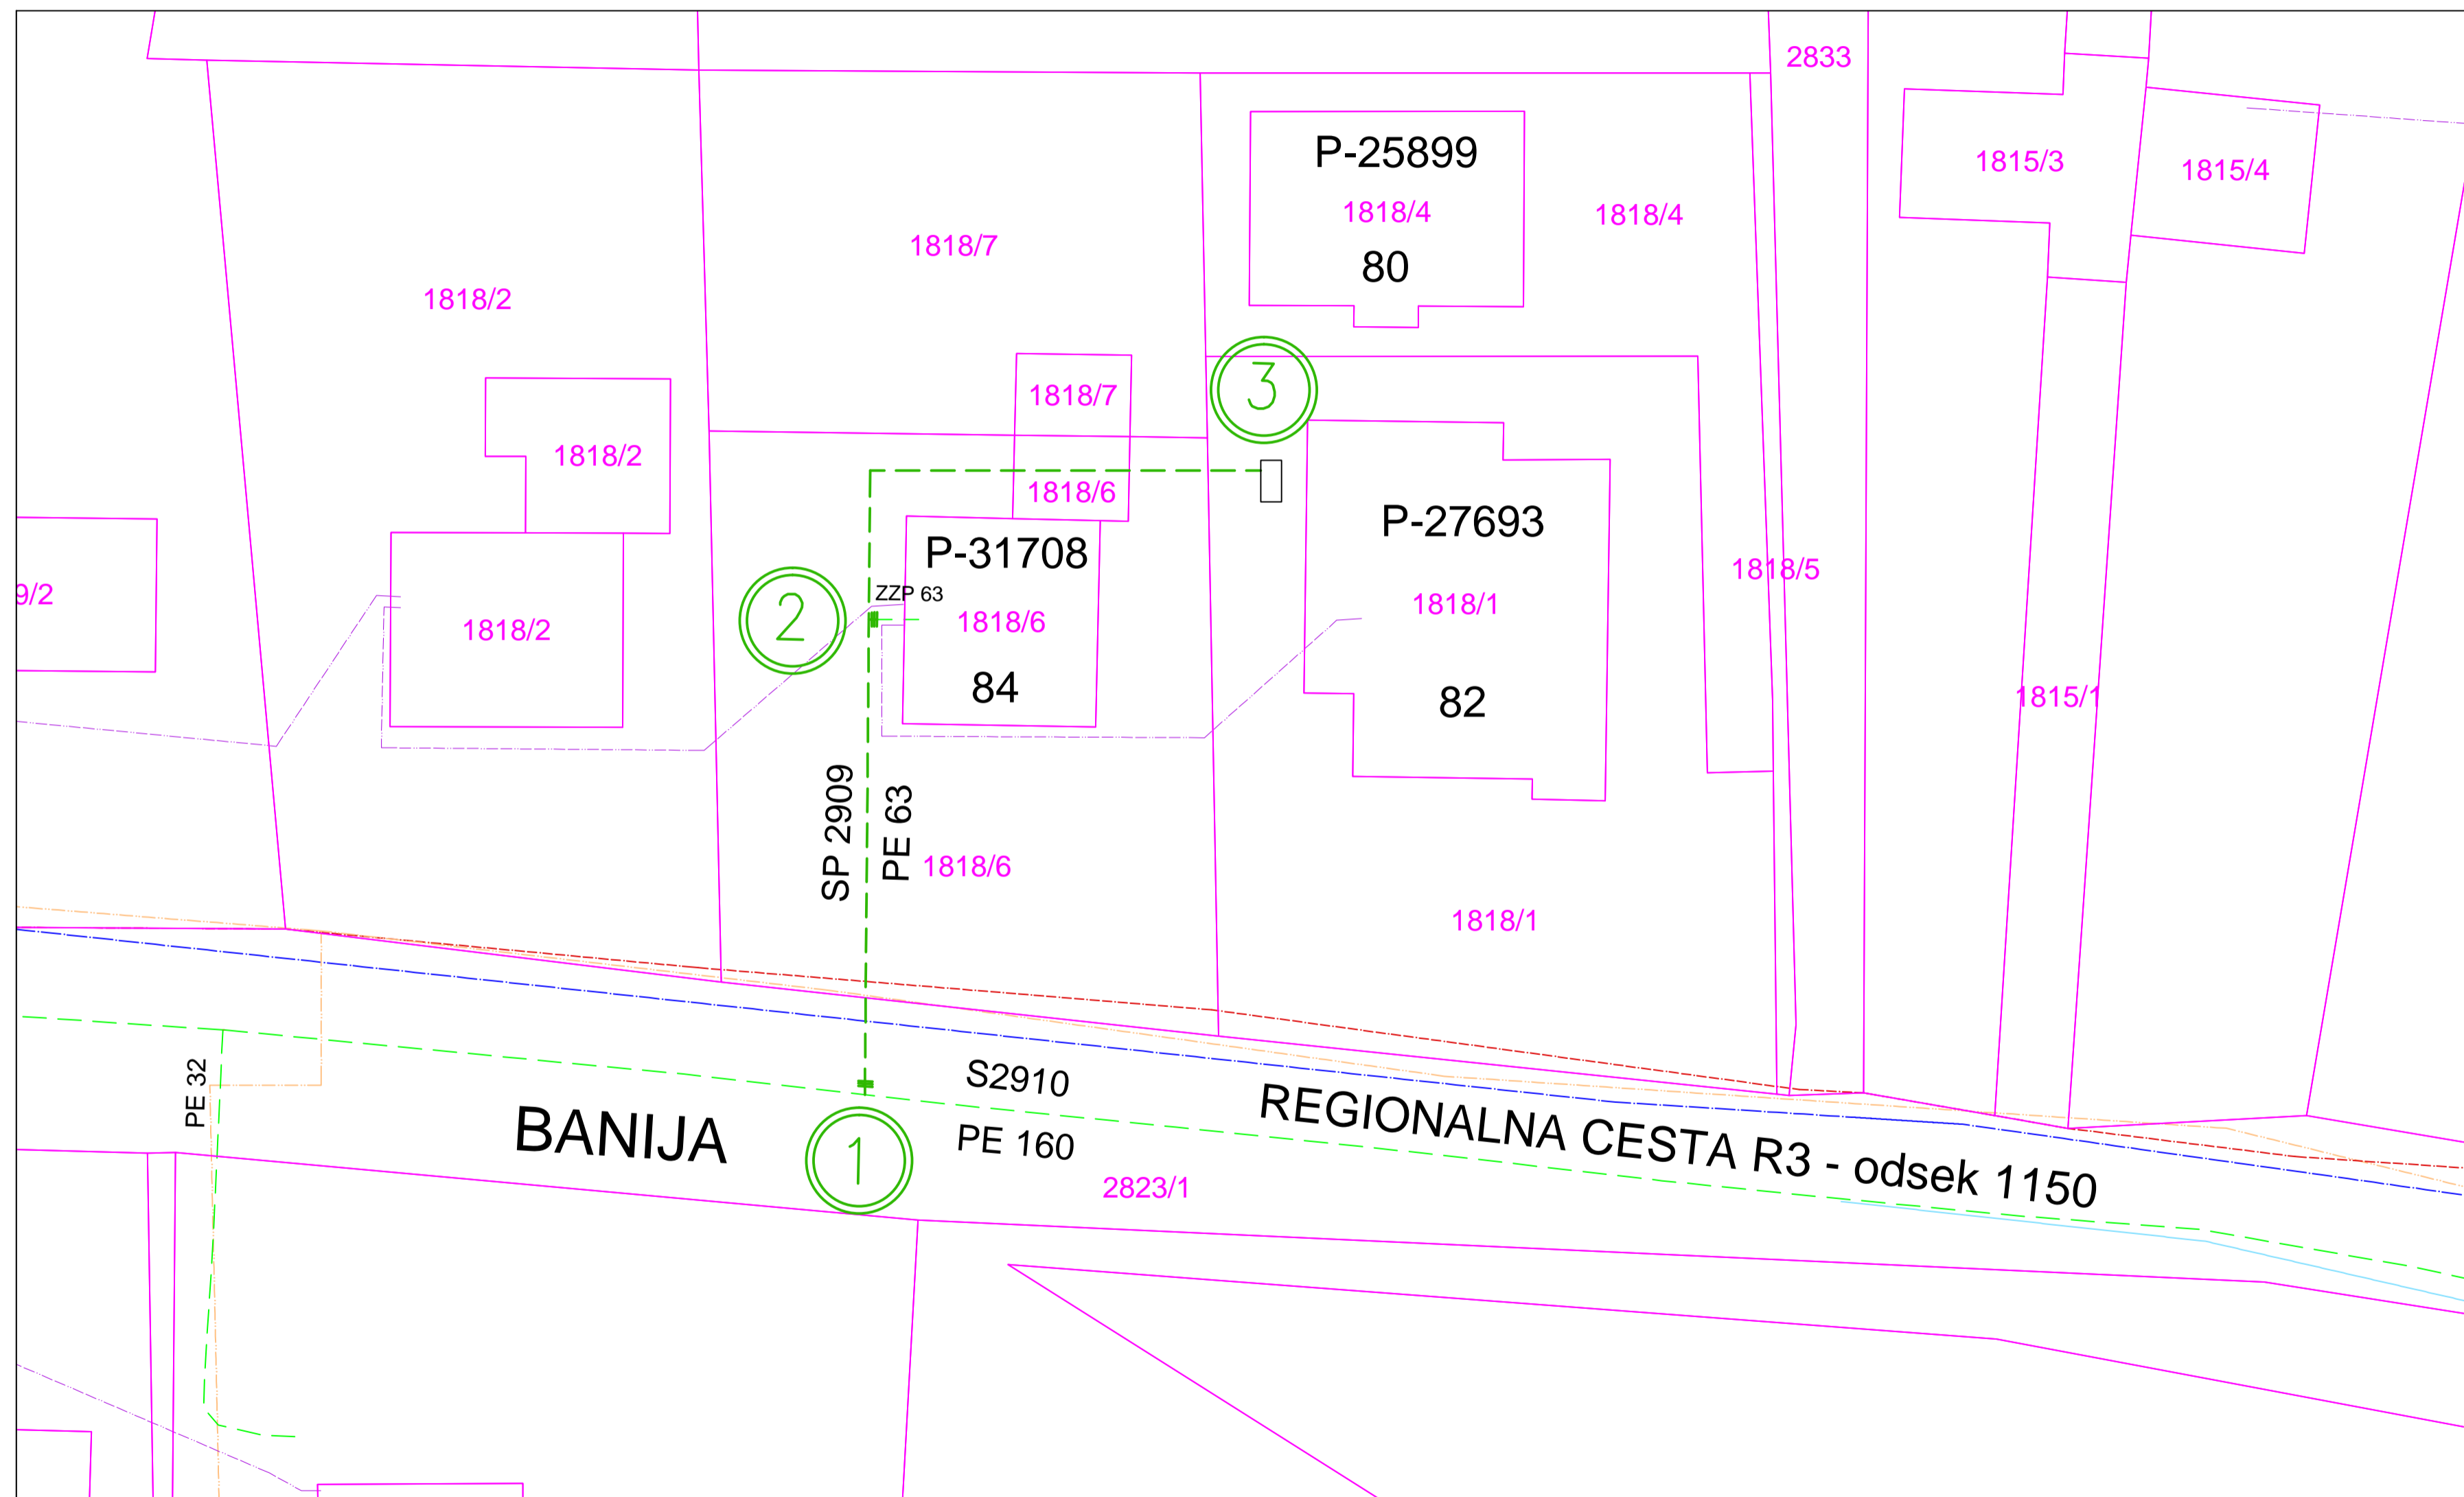 2833
P-25899
1815/3
1815/4
1818/4
1818/4
1818/7
80
1818/2
3
1818/7
1818/2
1818/6
P-27693
P-31708
1818/5
9/2
ZZP 63
2
1818/6
1818/1
1818/2
84
82
1815/1
SP 2909
PE 63
1818/6
1818/1
S2910
PE 32
BANIJA
1
PE 160
REGIONALNA CESTA R3 - odsek 1150
2823/1